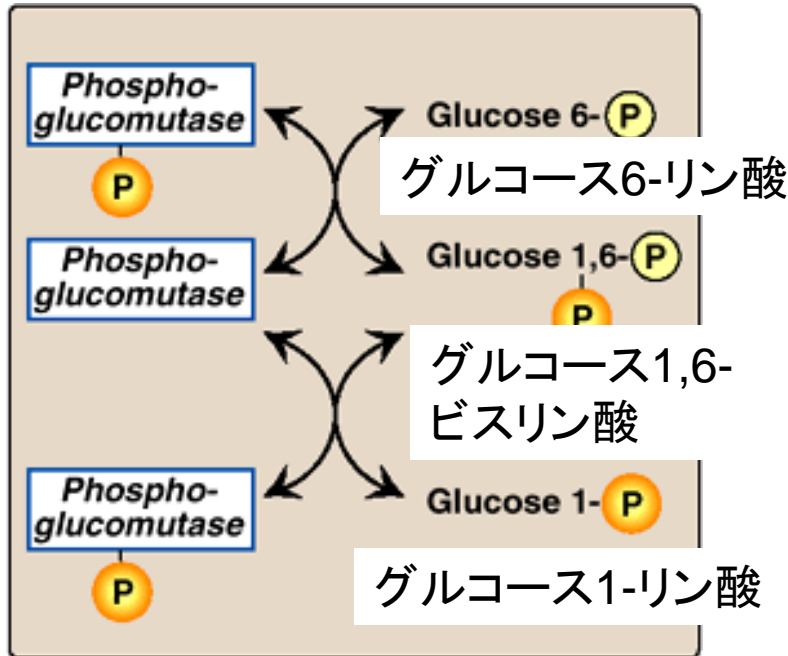 Phospho-
glucomutase
P
Glucose 6-P
グルコース6-リン酸
Phospho-
glucomutase
Glucose 1,6-P
P
グルコース1,6-
ビスリン酸
Phospho-
glucomutase
P
Glucose 1-P
グルコース1-リン酸